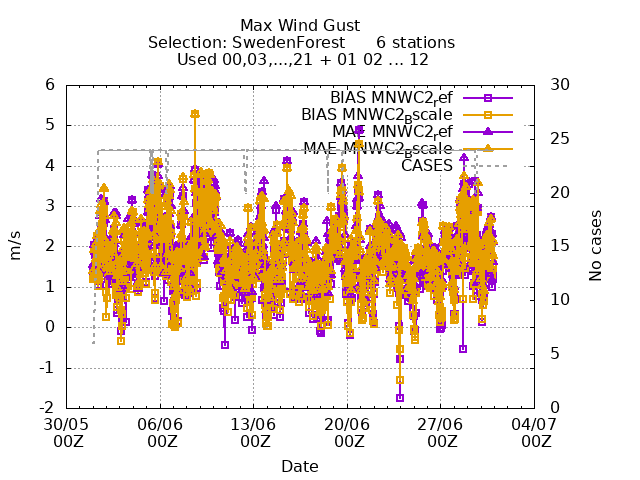 Max Wind Gust
Selection: SwedenForest 6 stations
Used 00,03,...,21 + 01 02 ... 12
BIAS MNWC2_ref
BIAS MNWC2_Bscale
MAE MNWC2_ref
MAE MNWC2_Bscale
CASES
m/s
6
5
4
3
2
1
0
-1
-2
No cases
30
25
20
15
10
5
0
30/05 06/06 13/06 20/06 27/06 04/07
00Z 00Z 00Z 00Z 00Z 00Z
Date